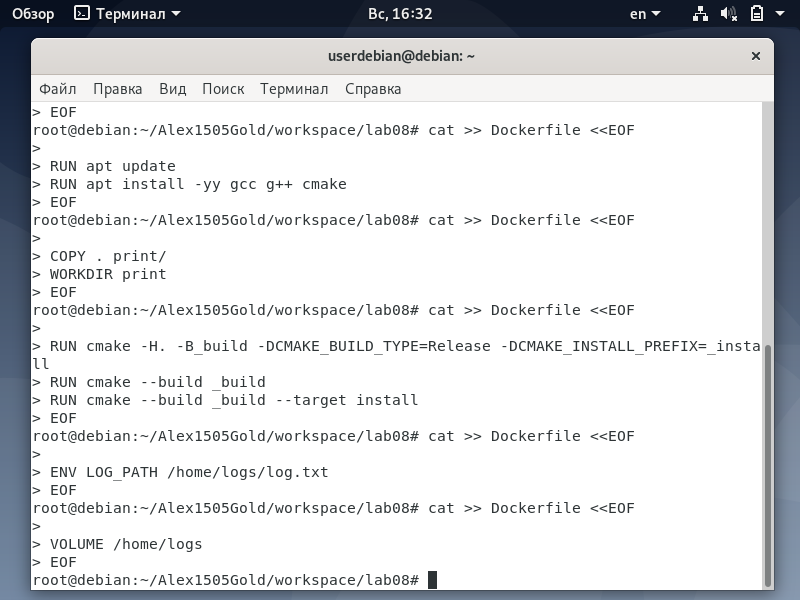 Обзор Терминал Вс, 16:32 en
userdebian@debian: ~ ×
Файл Правка Вид Поиск Терминал Справка
> EOF
root@debian:~/Alex1505Gold/workspace/lab08# cat >> Dockerfile <<EOF
>
> RUN apt update
> RUN apt install -yy gcc g++ cmake
> EOF
root@debian:~/Alex1505Gold/workspace/lab08# cat >> Dockerfile <<EOF
>
> COPY . print/
> WORKDIR print
> EOF
root@debian:~/Alex1505Gold/workspace/lab08# cat >> Dockerfile <<EOF
>
> RUN cmake -H. -B_build -DCMAKE_BUILD_TYPE=Release -DCMAKE_INSTALL_PREFIX=_insta
ll
> RUN cmake --build _build
> RUN cmake --build _build --target install
> EOF
root@debian:~/Alex1505Gold/workspace/lab08# cat >> Dockerfile <<EOF
>
> ENV LOG_PATH /home/logs/log.txt
> EOF
root@debian:~/Alex1505Gold/workspace/lab08# cat >> Dockerfile <<EOF
>
> VOLUME /home/logs
> EOF
root@debian:~/Alex1505Gold/workspace/lab08#